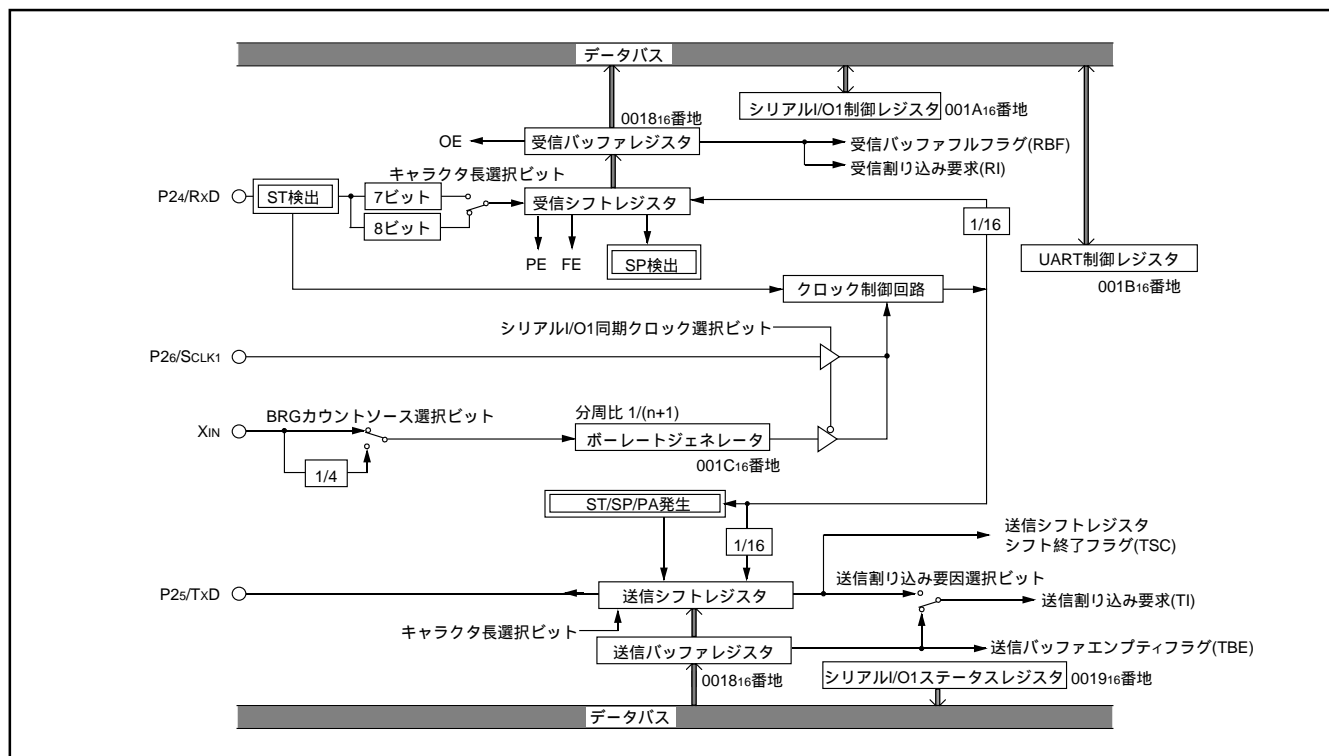 データバス
シリアルI/O1制御レジスタ 001A16番地
001816番地
OE
受信バッファレジスタ
受信バッファフルフラグ(RBF)
受信割り込み要求(RI)
キャラクタ長選択ビット
P24/RXD
ST検出
7ビット
8ビット
受信シフトレジスタ
1/16
PE
FE
SP検出
UART制御レジスタ
001B16番地
クロック制御回路
シリアルI/O1同期クロック選択ビット
P26/SCLK1
BRGカウントソース選択ビット
分周比 1/(n+1)
XIN
ボーレートジェネレータ
001C16番地
1/4
ST/SP/PA発生
1/16
送信シフトレジスタ
シフト終了フラグ(TSC)
送信割り込み要因選択ビット
P25/TXD
送信シフトレジスタ
送信割り込み要求(TI)
キャラクタ長選択ビット
送信バッファレジスタ
送信バッファエンプティフラグ(TBE)
001816番地
シリアルI/O1ステータスレジスタ 001916番地
データバス